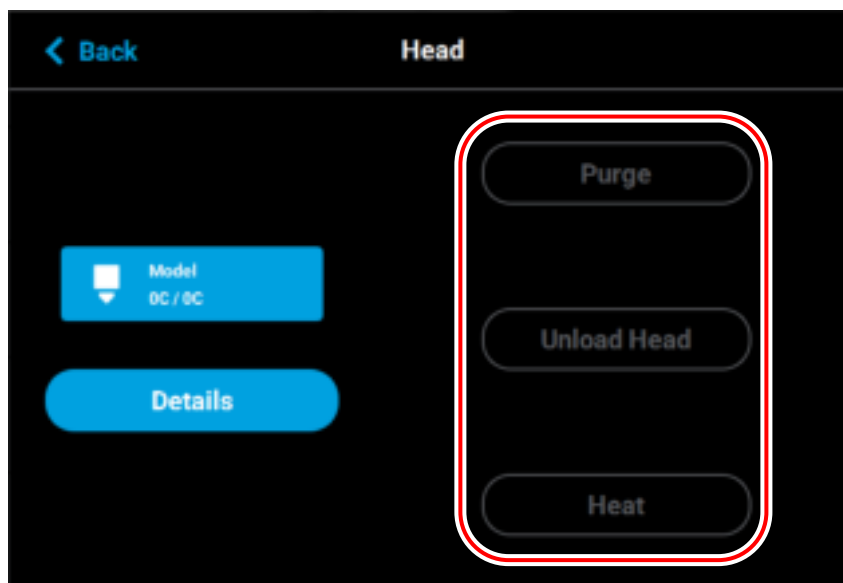 Back
Head
Purge
Model
0C / 0C
Unload Head
Details
Heat